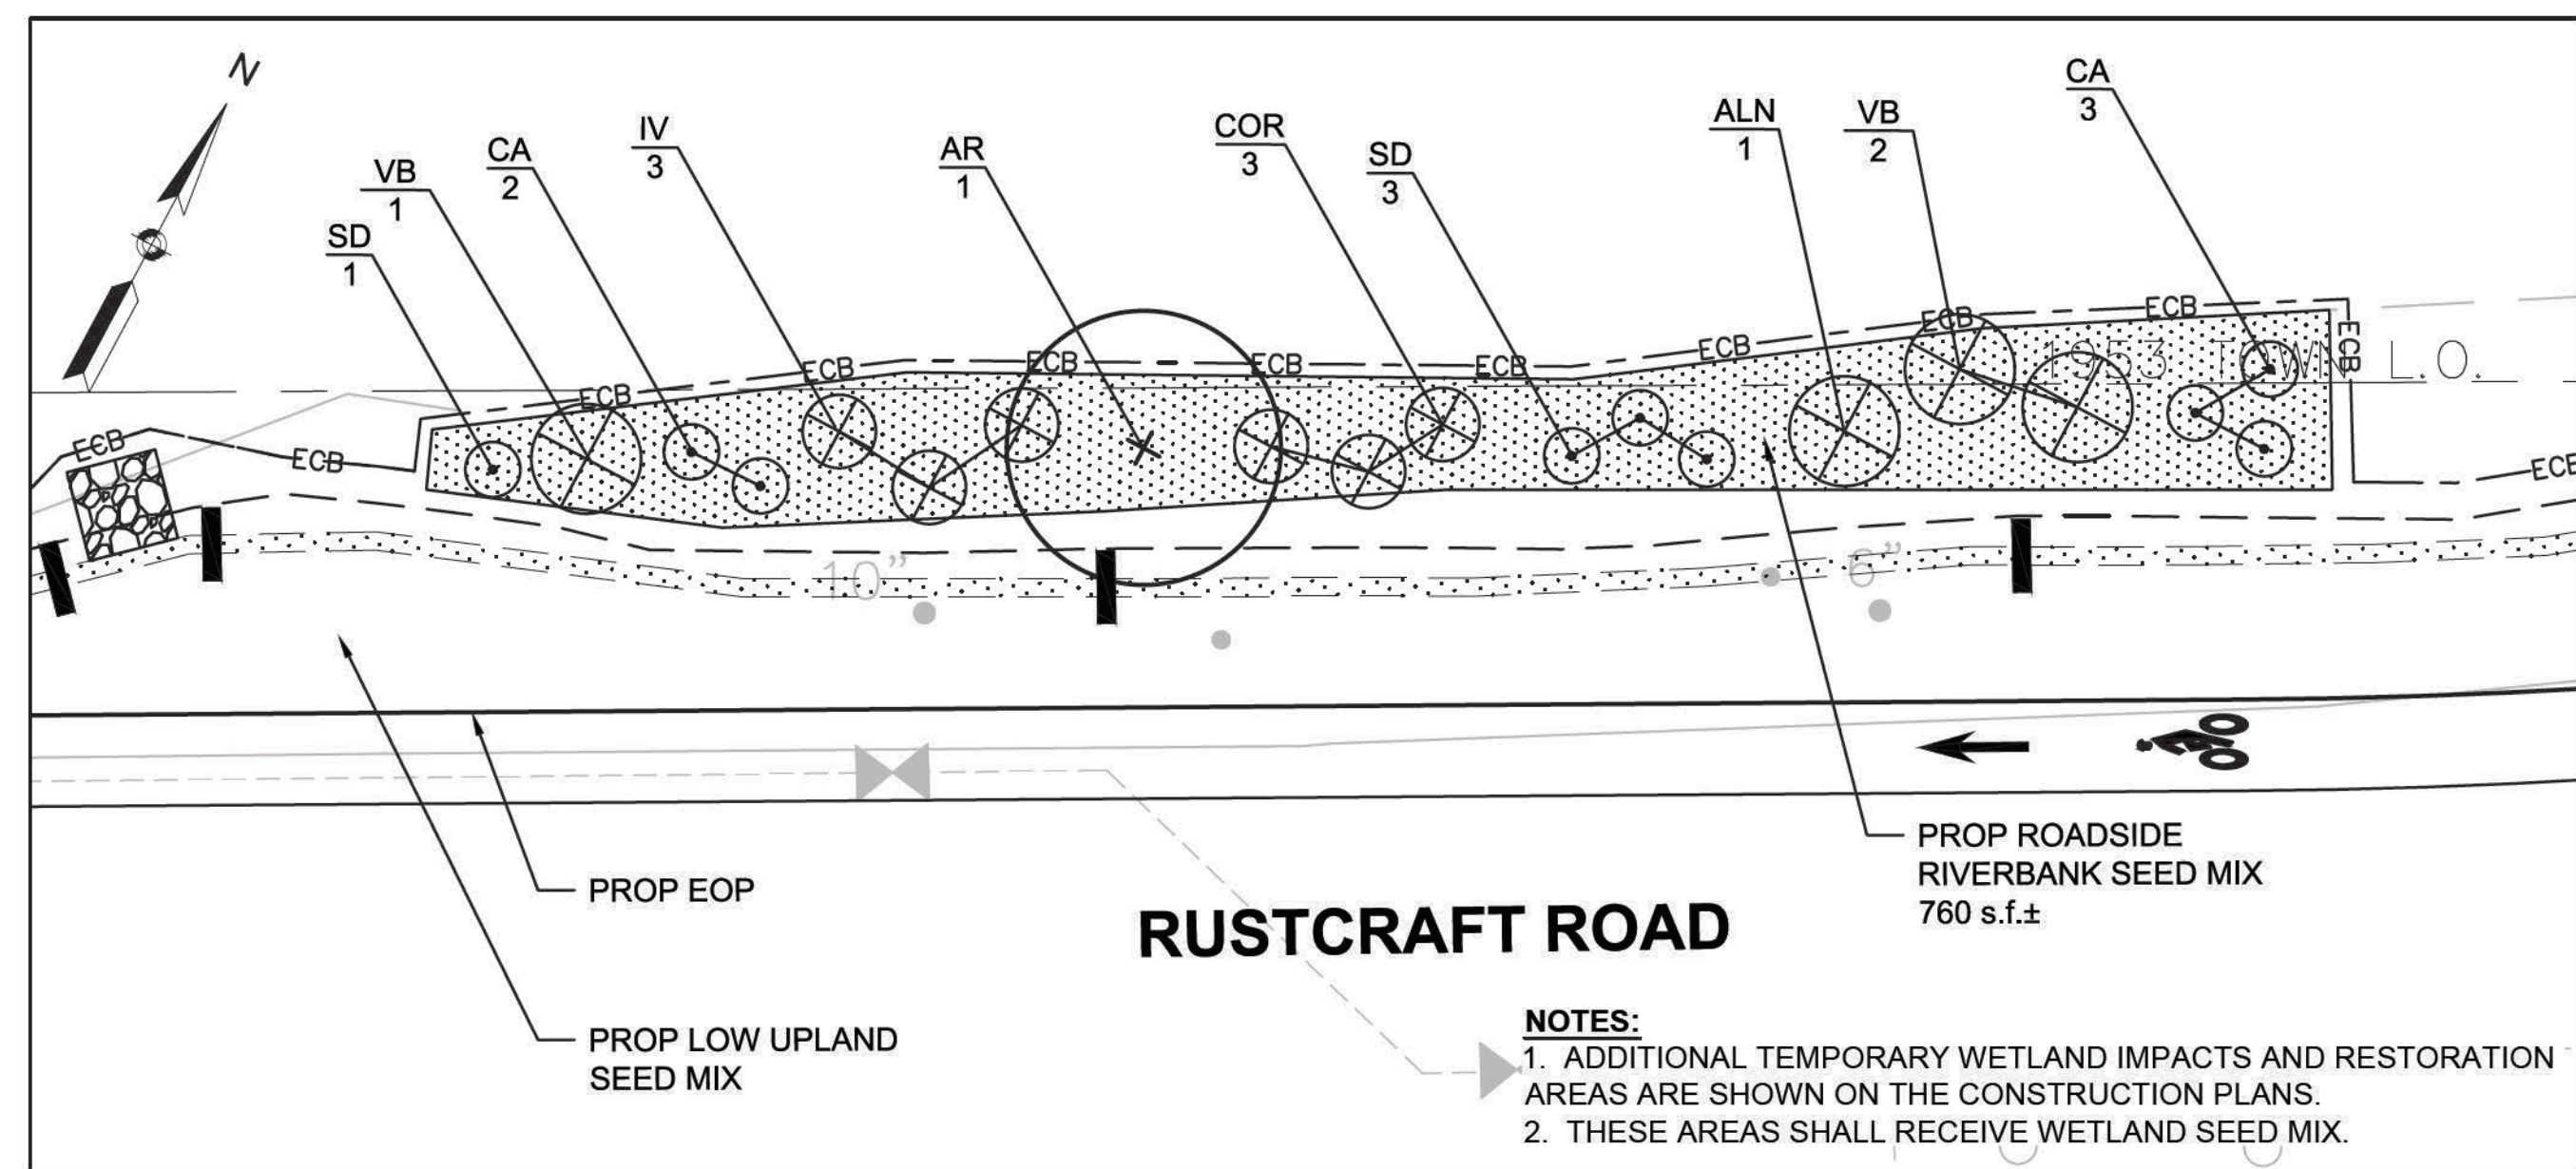 N
CA
3
ALN
1
VB
2
IV
3
COR
3
AR
1
CA
2
SD
3
VB
1
SD
1
ECB
ECB
ECB
ECB
ECB
ECB
ECB
ECB
ECB
ECB
1953 TOWN L.O.
ECB
ECB
ECB
10"
6"
PROP EOP
PROP ROADSIDE
RIVERBANK SEED MIX
760 s.f.±
RUSTCRAFT ROAD
PROP LOW UPLAND
SEED MIX
NOTES:
1. ADDITIONAL TEMPORARY WETLAND IMPACTS AND RESTORATION
AREAS ARE SHOWN ON THE CONSTRUCTION PLANS.
2. THESE AREAS SHALL RECEIVE WETLAND SEED MIX.